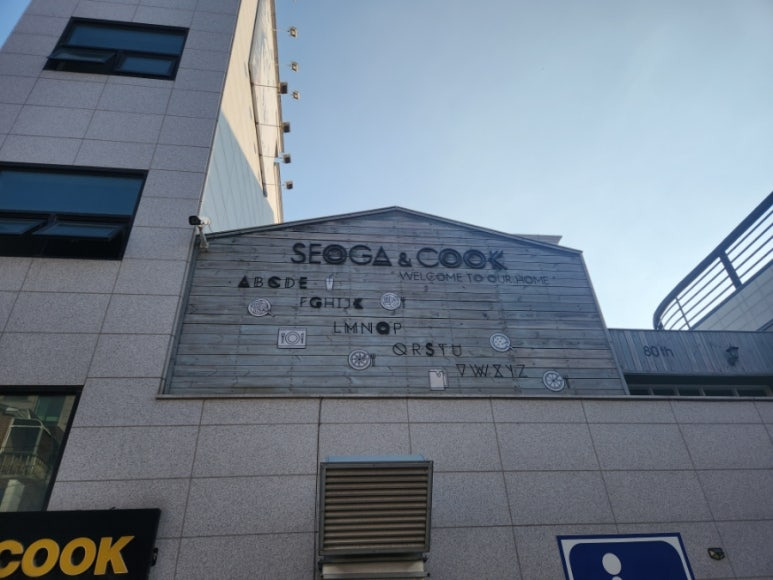 SEOGA & COOK
WELCOME TO OUR HOME
ABCDE
FGHIJK
LMNOP
QRSTU
VWXYZ
80th
COOK
i